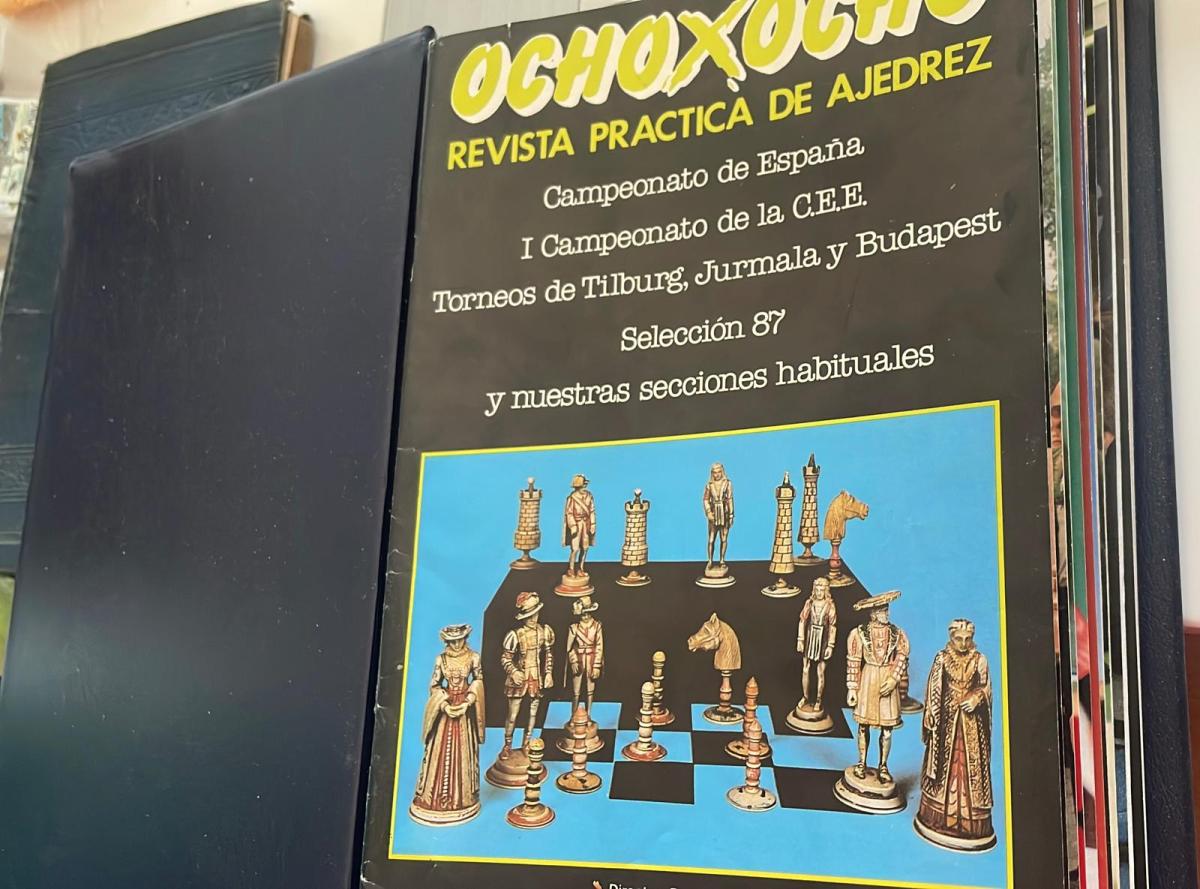 OCHOXOCHO
REVISTA PRACTICA DE AJEDREZ
Campeonato de España
I Campeonato de la C.E.E.
Torneos de Tilburg, Jurmala y Budapest
Selección 87
y nuestras secciones habituales